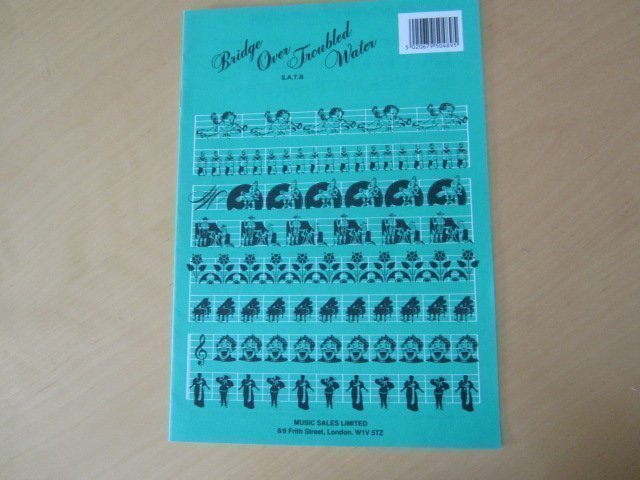 Bridge Over Troubled Water
S.A.T.B
MUSIC SALES LIMITED
8/9 Frith Street, London. W1V 5TZ